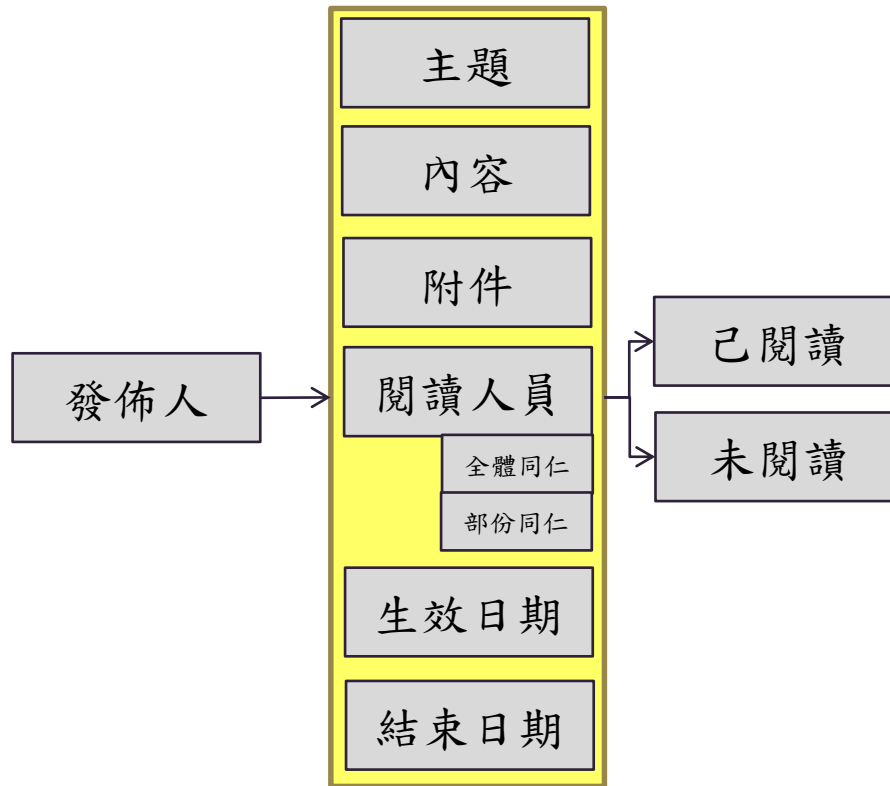 主題
內容
附件
發佈人
閱讀人員
全體同仁
部份同仁
生效日期
結束日期
己閱讀
未閱讀